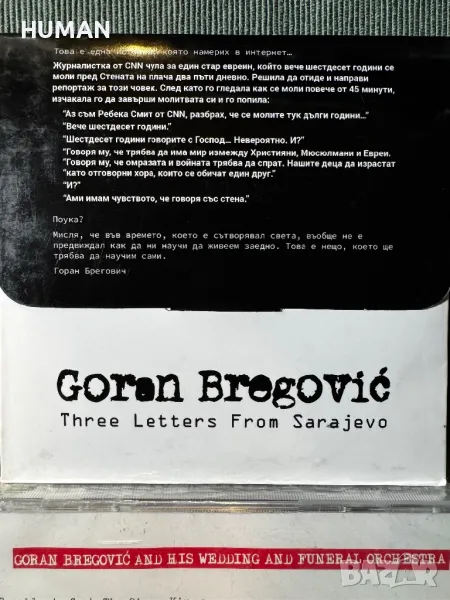 HUMAN
Това е една история, която намерих в интернет…
Журналистка от CNN чула за един стар евреин, който вече шестдесет години се
моли пред Стената на плача два пъти дневно. Решила да отиде и направи
репортаж за този човек. След като го гледала как се моли повече от 45 минути,
изчакала го да завърши молитвата си и го попила:
“Аз съм Ребека Смит от CNN, разбрах, че се молите тук дълги години...”
“Вече шестдесет години.”
“Шестдесет години говорите с Господ... Невероятно. И?”
“Говоря му, че трябва да има мир измежду Християни, Мюсюлмани и Евреи.
Говоря му, че омразата и войната трябва да спрат. Нашите деца да израстат
“като отговорни хора, които се обичат един друг.”
“И?”
“Ами имам чувството, че говоря със стена.”
Поука?
Мисля, че във времето, което е сътворявал света, въобще не е
предвиждал как да ни научи да живеем заедно. Това е нещо, което ще
трябва да научим сами.
Горан Брегович
Goran Bregović
Three Letters From Sarajevo
GORAN BREGOVIĆ AND HIS WEDDING AND FUNERAL ORCHESTRA
BAZAR